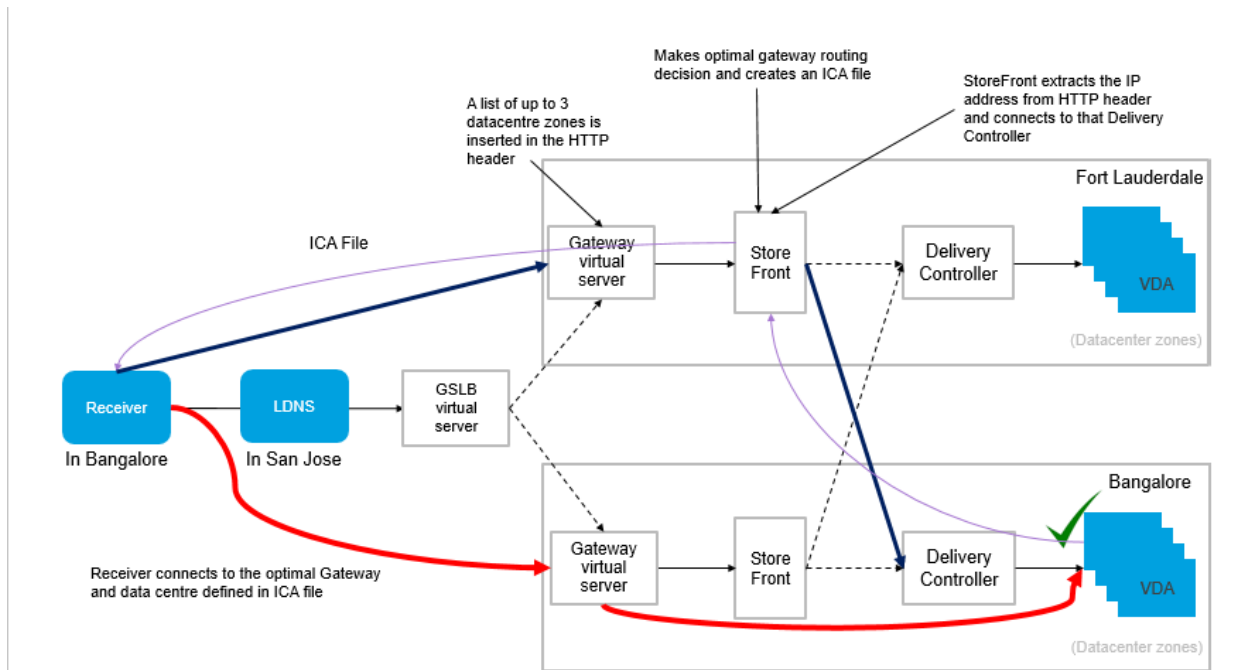 Makes optimal gateway routing
decision and creates an ICA file
StoreFront extracts the IP
address from HTTP header
and connects to that Delivery
Controller
A list of up to 3
datacentre zones is
inserted in the HTTP
header
Fort Lauderdale
ICA File
Gateway
virtual
server
Store
Front
Delivery
Controller
VDA
(Datacenter zones)
Receiver
LDNS
GSLB
virtual
server
In Bangalore
In San Jose
Bangalore
Gateway
virtual
server
Store
Front
Delivery
Controller
VDA
Receiver connects to the optimal Gateway
and data centre defined in ICA file
(Datacenter zones)